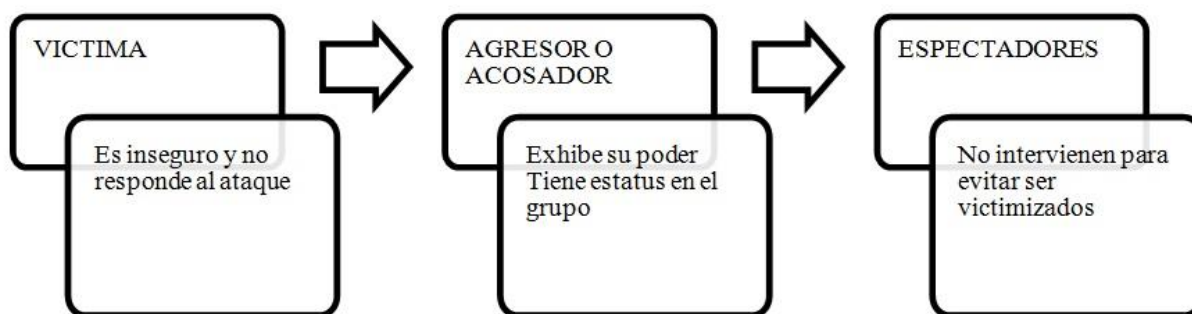 VICTIMA
Es inseguro y no
responde al ataque
AGRESOR O
ACOSADOR
Exhibe su poder
Tiene estatus en el
grupo
ESPECTADORES
No intervienen para
evitar ser
victimizados